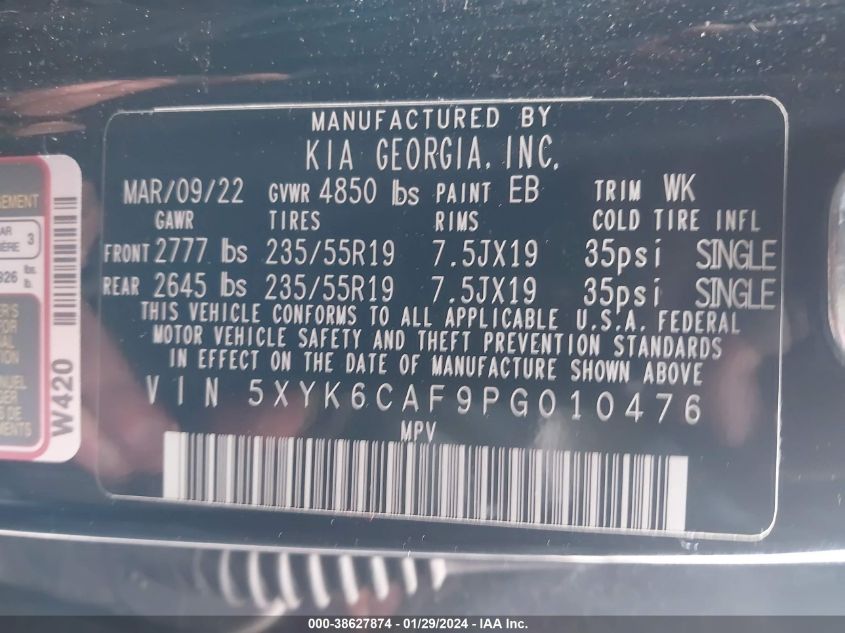 MANUFACTURED BY
KIA GEORGIA, INC.
MAR/09/22 GVWR 4850 lbs PAINT EB TRIM WK
GAWR TIRES RIMS COLD TIRE INFL
FRONT 2777 lbs 235/55R19 7.5JX19 35psi SINGLE
REAR 2645 lbs 235/55R19 7.5JX19 35psi SINGLE
THIS VEHICLE CONFORMS TO ALL APPLICABLE U.S.A. FEDERAL
MOTOR VEHICLE SAFETY AND THEFT PREVENTION STANDARDS
IN EFFECT ON THE DATE OF MANUFACTURE SHOWN ABOVE.
VIN 5XYK6CAF9PG010476
MPV
W420
3
000-38627874 / 01/29/2024 - IAA Inc.